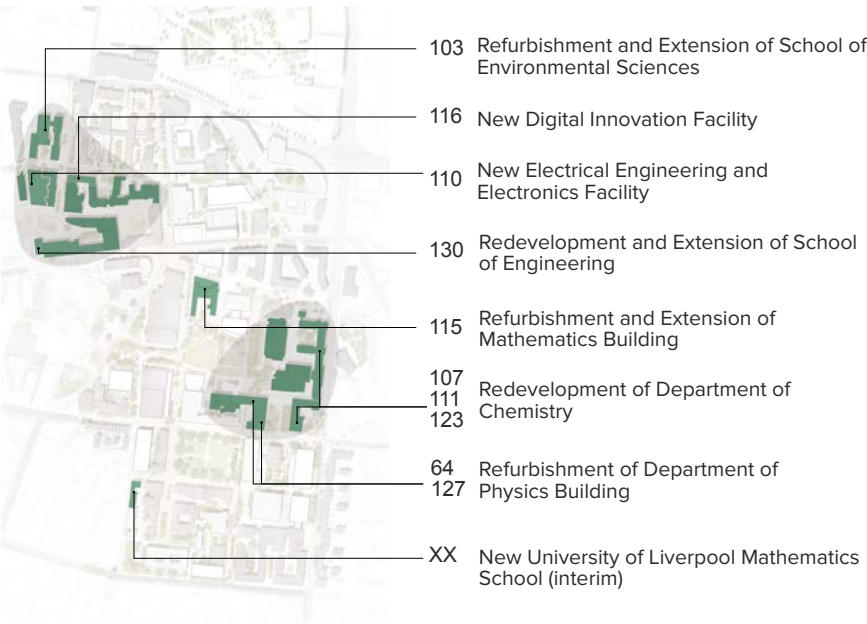 103 Refurbishment and Extension of School of
Environmental Sciences
116 New Digital Innovation Facility
110 New Electrical Engineering and
Electronics Facility
130 Redevelopment and Extension of School
of Engineering
115 Refurbishment and Extension of
Mathematics Building
107
111
123
Redevelopment of Department of
Chemistry
64
127
Refurbishment of Department of
Physics Building
XX New University of Liverpool Mathematics
School (interim)